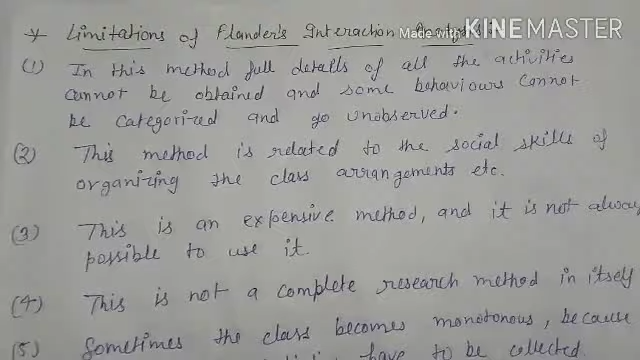 * Limitations of Flander's Interaction
Made with KINEMASTER
(1) In this method full details of all the activities
cannot be obtained and some behaviours cannot
be categorized and go unobserved.
(2) This method is related to the social skills of
organizing the class arrangements etc.
(3) This is an expensive method, and it is not always
possible to use it.
(4) This is not a complete research method in itself
(5) Sometimes the class becomes monotonous, because
have to be collected